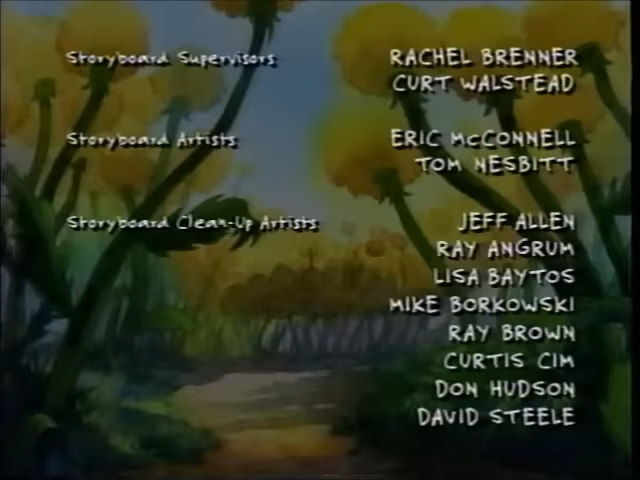 Storyboard Supervisors RACHEL BRENNER
CURT WALSTEAD
Storyboard Artists ERIC McCONNELL
TOM NESBITT
Storyboard Clean-Up Artists JEFF ALLEN
RAY ANGRUM
LISA BAYTOS
MIKE BORKOWSKI
RAY BROWN
CURTIS CIM
DON HUDSON
DAVID STEELE